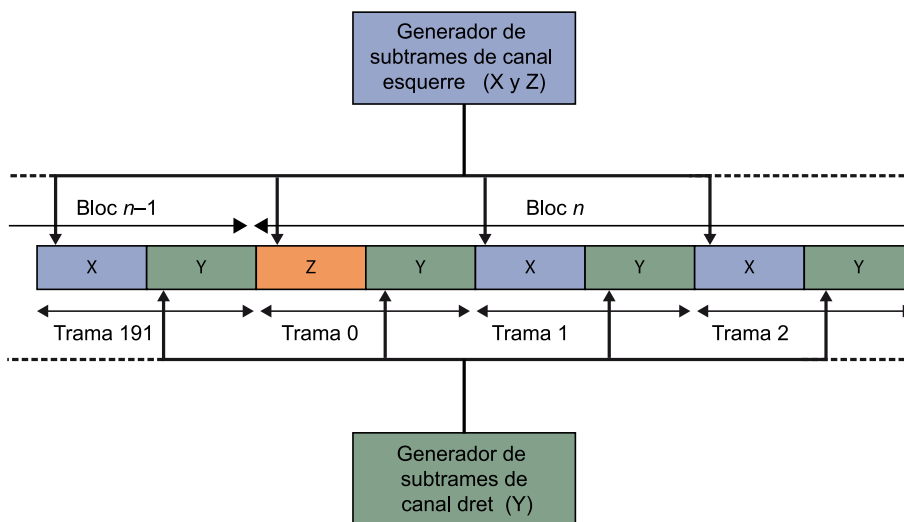 Generador de
subtrames de canal
esquerre (X y Z)
Bloc n–1
Bloc n
X Y Z Y X Y X Y
Trama 191 Trama 0 Trama 1 Trama 2
Generador de
subtrames de
canal dret (Y)